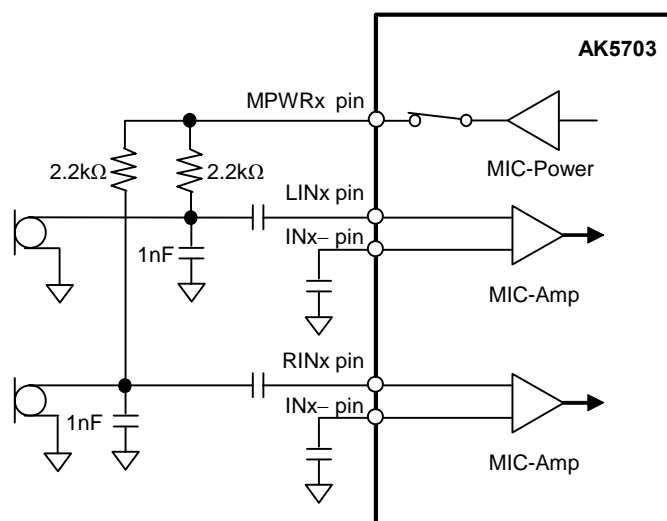 AK5703
MPWRx pin
2.2kΩ
2.2kΩ
MIC-Power
LINx pin
INx− pin
1nF
MIC-Amp
RINx pin
INx− pin
1nF
MIC-Amp